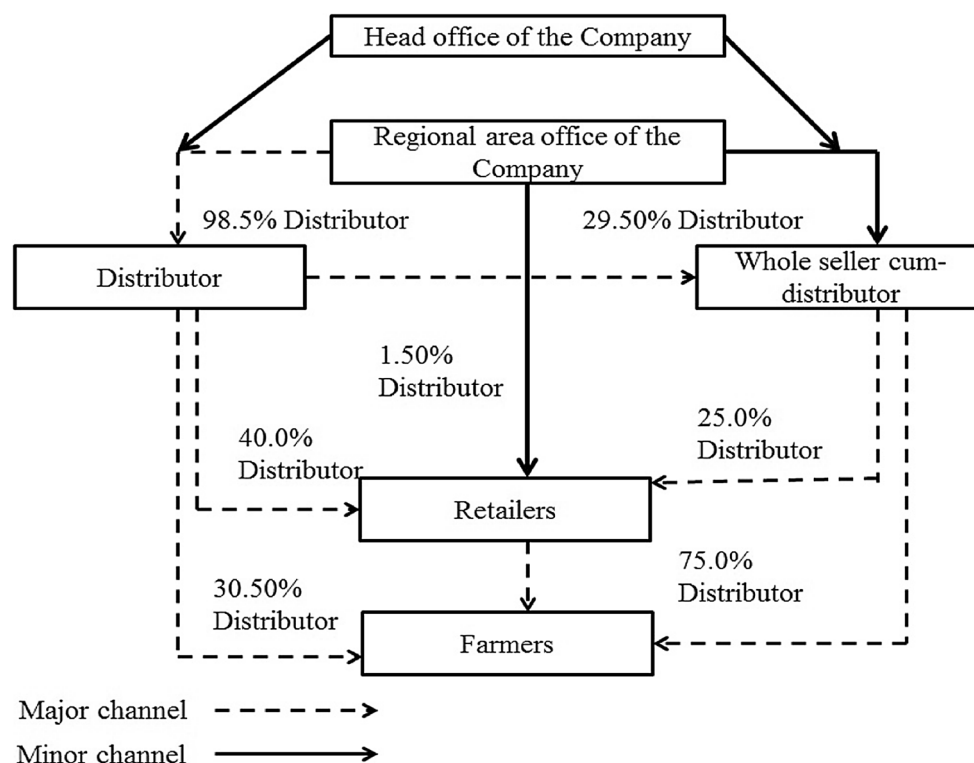 Head office of the Company
Regional area office of the
Company
98.5% Distributor
29.50% Distributor
Distributor
Whole seller cum-
distributor
1.50%
Distributor
40.0%
Distributor
25.0%
Distributor
Retailers
30.50%
Distributor
75.0%
Distributor
Farmers
Major channel
Minor channel